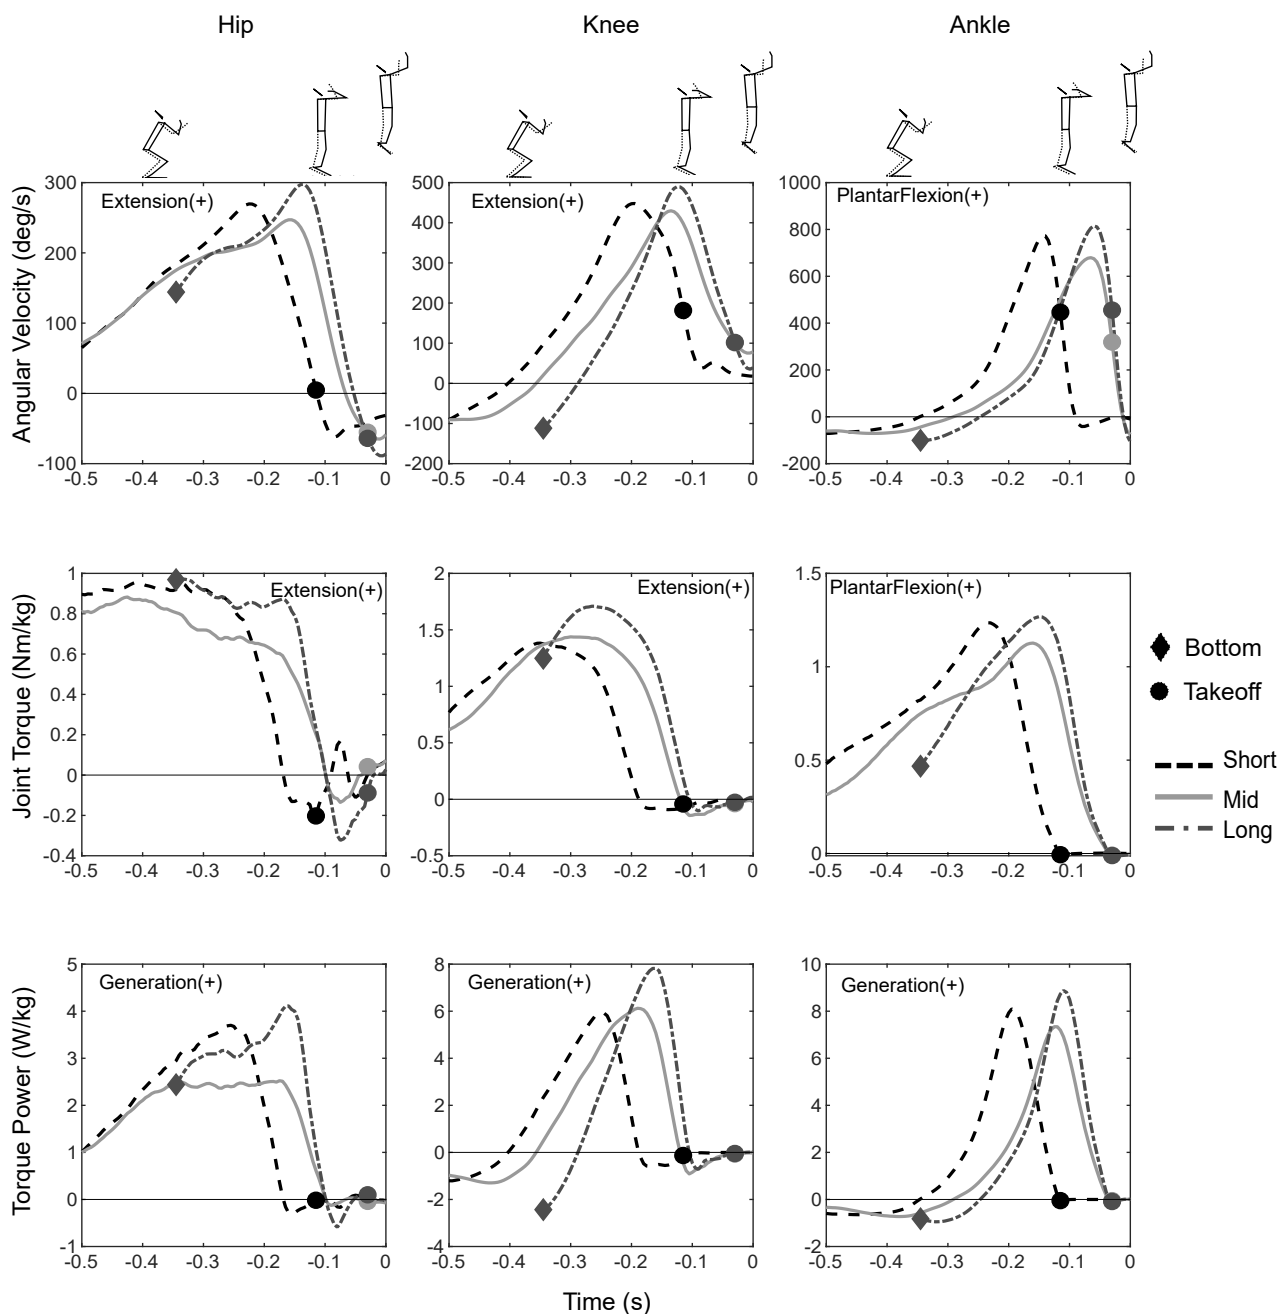 Hip Knee Ankle
Angular Velocity (deg/s)
Extension(+)
300
200
100
0
-100
-0.5 -0.4 -0.3 -0.2 -0.1 0
Extension(+)
500
400
300
200
100
0
-100
-200
-0.5 -0.4 -0.3 -0.2 -0.1 0
PlantarFlexion(+)
1000
800
600
400
200
0
-200
-0.5 -0.4 -0.3 -0.2 -0.1 0
Joint Torque (Nm/kg)
Extension(+)
1
0.8
0.6
0.4
0.2
0
-0.2
-0.4
-0.5 -0.4 -0.3 -0.2 -0.1 0
Extension(+)
2
1.5
1
0.5
0
-0.5
-0.5 -0.4 -0.3 -0.2 -0.1 0
PlantarFlexion(+)
1.5
1
0.5
0
-0.5 -0.4 -0.3 -0.2 -0.1 0
Bottom
Takeoff
Short
Mid
Long
Torque Power (W/kg)
Generation(+)
5
4
3
2
1
0
-1
-0.5 -0.4 -0.3 -0.2 -0.1 0
Generation(+)
8
6
4
2
0
-2
-4
-0.5 -0.4 -0.3 -0.2 -0.1 0
Generation(+)
10
8
6
4
2
0
-2
-0.5 -0.4 -0.3 -0.2 -0.1 0
Time (s)